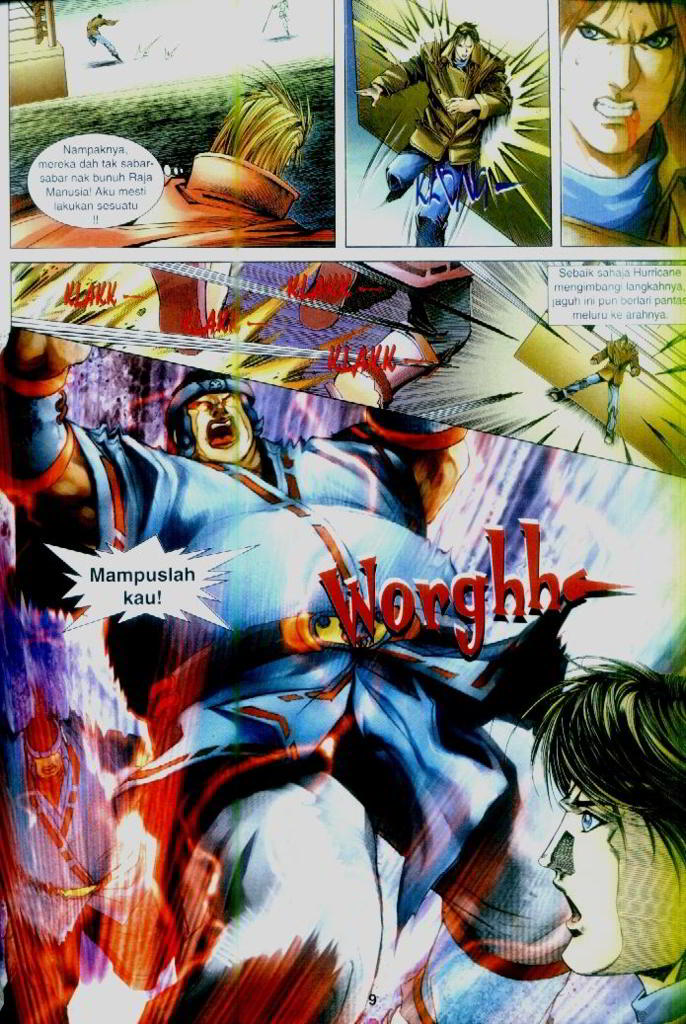 Nampaknya,
mereka dah tak sabar-
sabar nak bunuh Raja
Manusia! Aku mesti
lakukan sesuatu
!!
KLANG
Sebaik sahaja Hurricane
mengimbangi langkahnya,
jaguh ini pun berlari pantas
meluru ke arahnya.
KLAKK
KLAKK
KLAKK
KLAKK
Mampuslah
kau!
Worghh
9